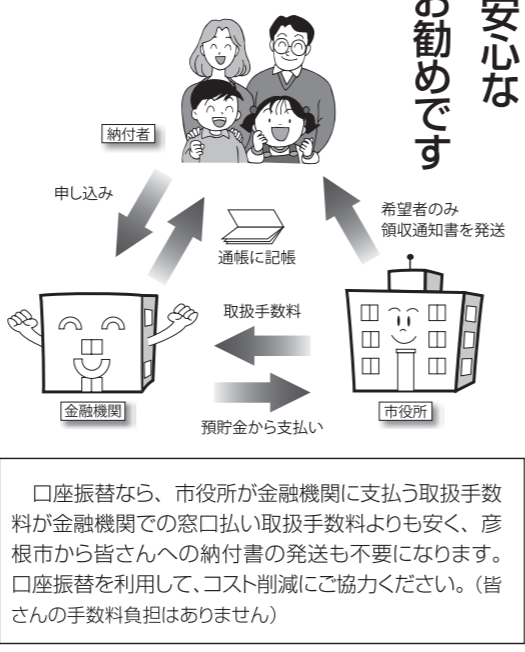 安心な
お勧めです
納付者
申し込み
通帳に記帳
希望者のみ
領収通知書を発送
取扱手数料
金融機関
市役所
預貯金から支払い
口座振替なら、市役所が金融機関に支払う取扱手数
料が金融機関での窓口払い取扱手数料よりも安く、彦
根市から皆さんへの納付書の発送も不要になります。
口座振替を利用して、コスト削減にご協力ください。（皆
さんの手数料負担はありません）